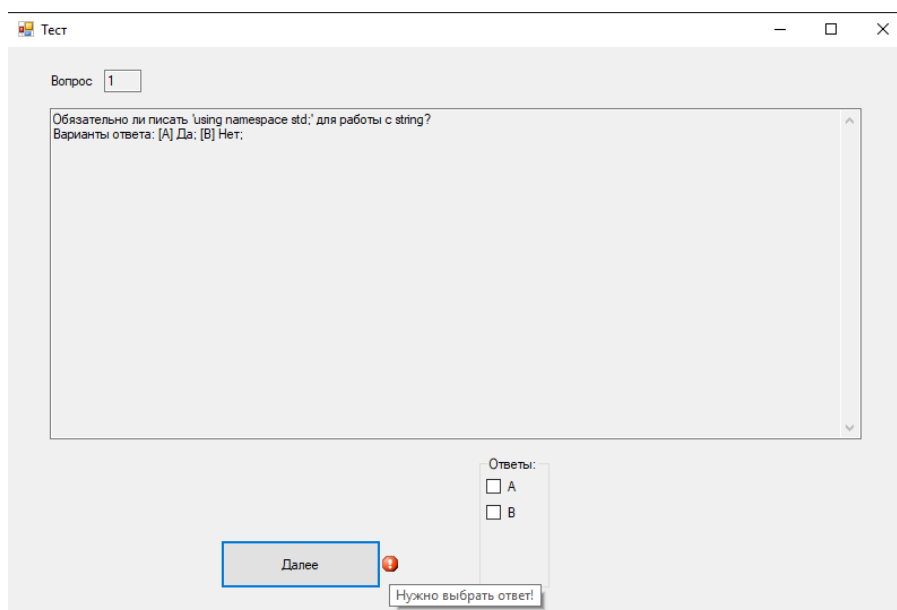 Тест
Вопрос 1
Обязательно ли писать 'using namespace std;' для работы с string?
Варианты ответа: [A] Да; [B] Нет;
Ответы:
A
B
Далее
Нужно выбрать ответ!